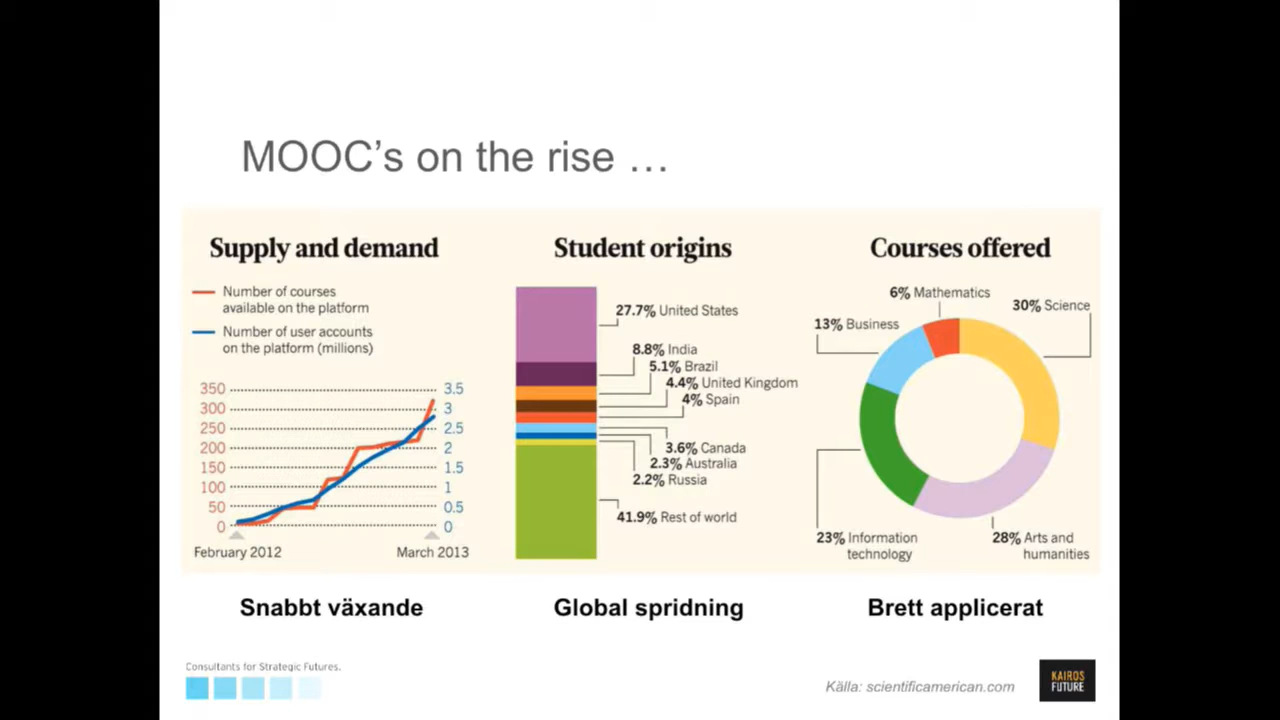 MOOC’s on the rise …
Supply and demand
Number of courses
available on the platform
Number of user accounts
on the platform (millions)
350
300
250
200
150
100
50
0
3.5
3
2.5
2
1.5
1
0.5
0
February 2012
March 2013
Student origins
27.7% United States
8.8% India
5.1% Brazil
4.4% United Kingdom
4% Spain
3.6% Canada
2.3% Australia
2.2% Russia
41.9% Rest of world
Courses offered
6% Mathematics
30% Science
13% Business
23% Information
technology
28% Arts and
humanities
Snabbt växande
Global spridning
Brett applicerat
Consultants for Strategic Futures.
Källa: scientificamerican.com
KAIROS
FUTURE